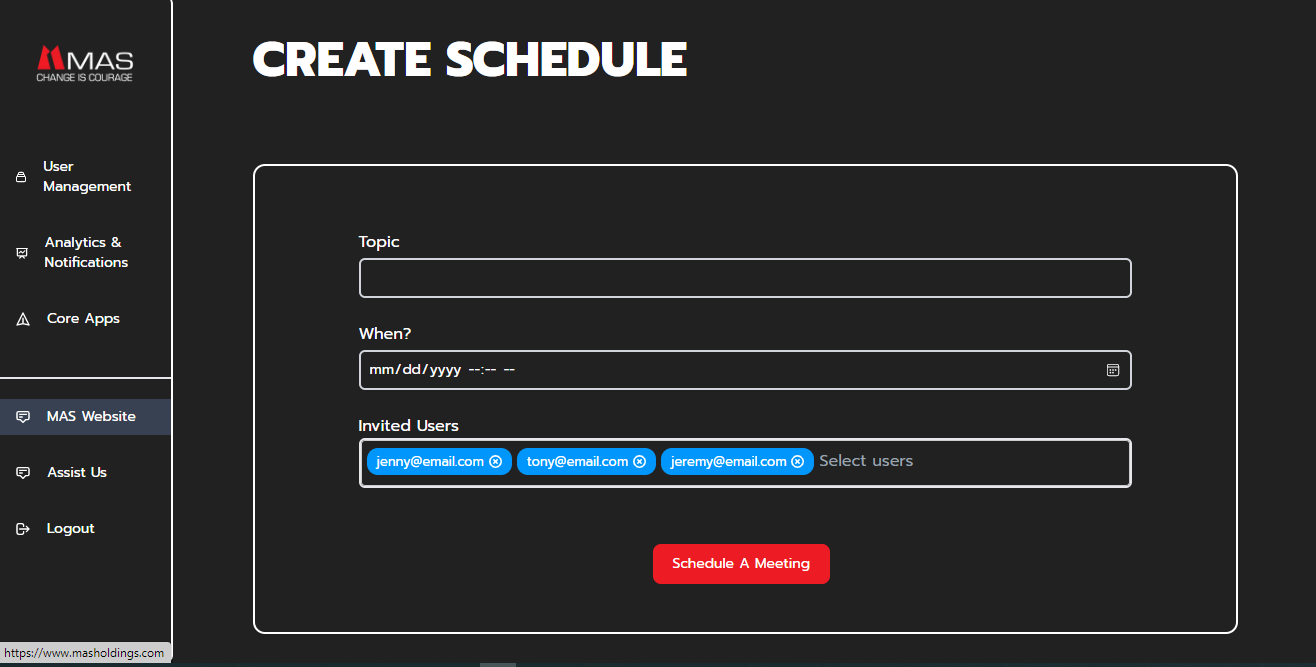 MAS
CHANGE IS COURAGE
User
Management
Analytics &
Notifications
Core Apps
MAS Website
Assist Us
Logout
https://www.masholdings.com
CREATE SCHEDULE
Topic
When?
mm/dd/yyyy --:-- --
Invited Users
jenny@email.com tony@email.com jeremy@email.com Select users
Schedule A Meeting